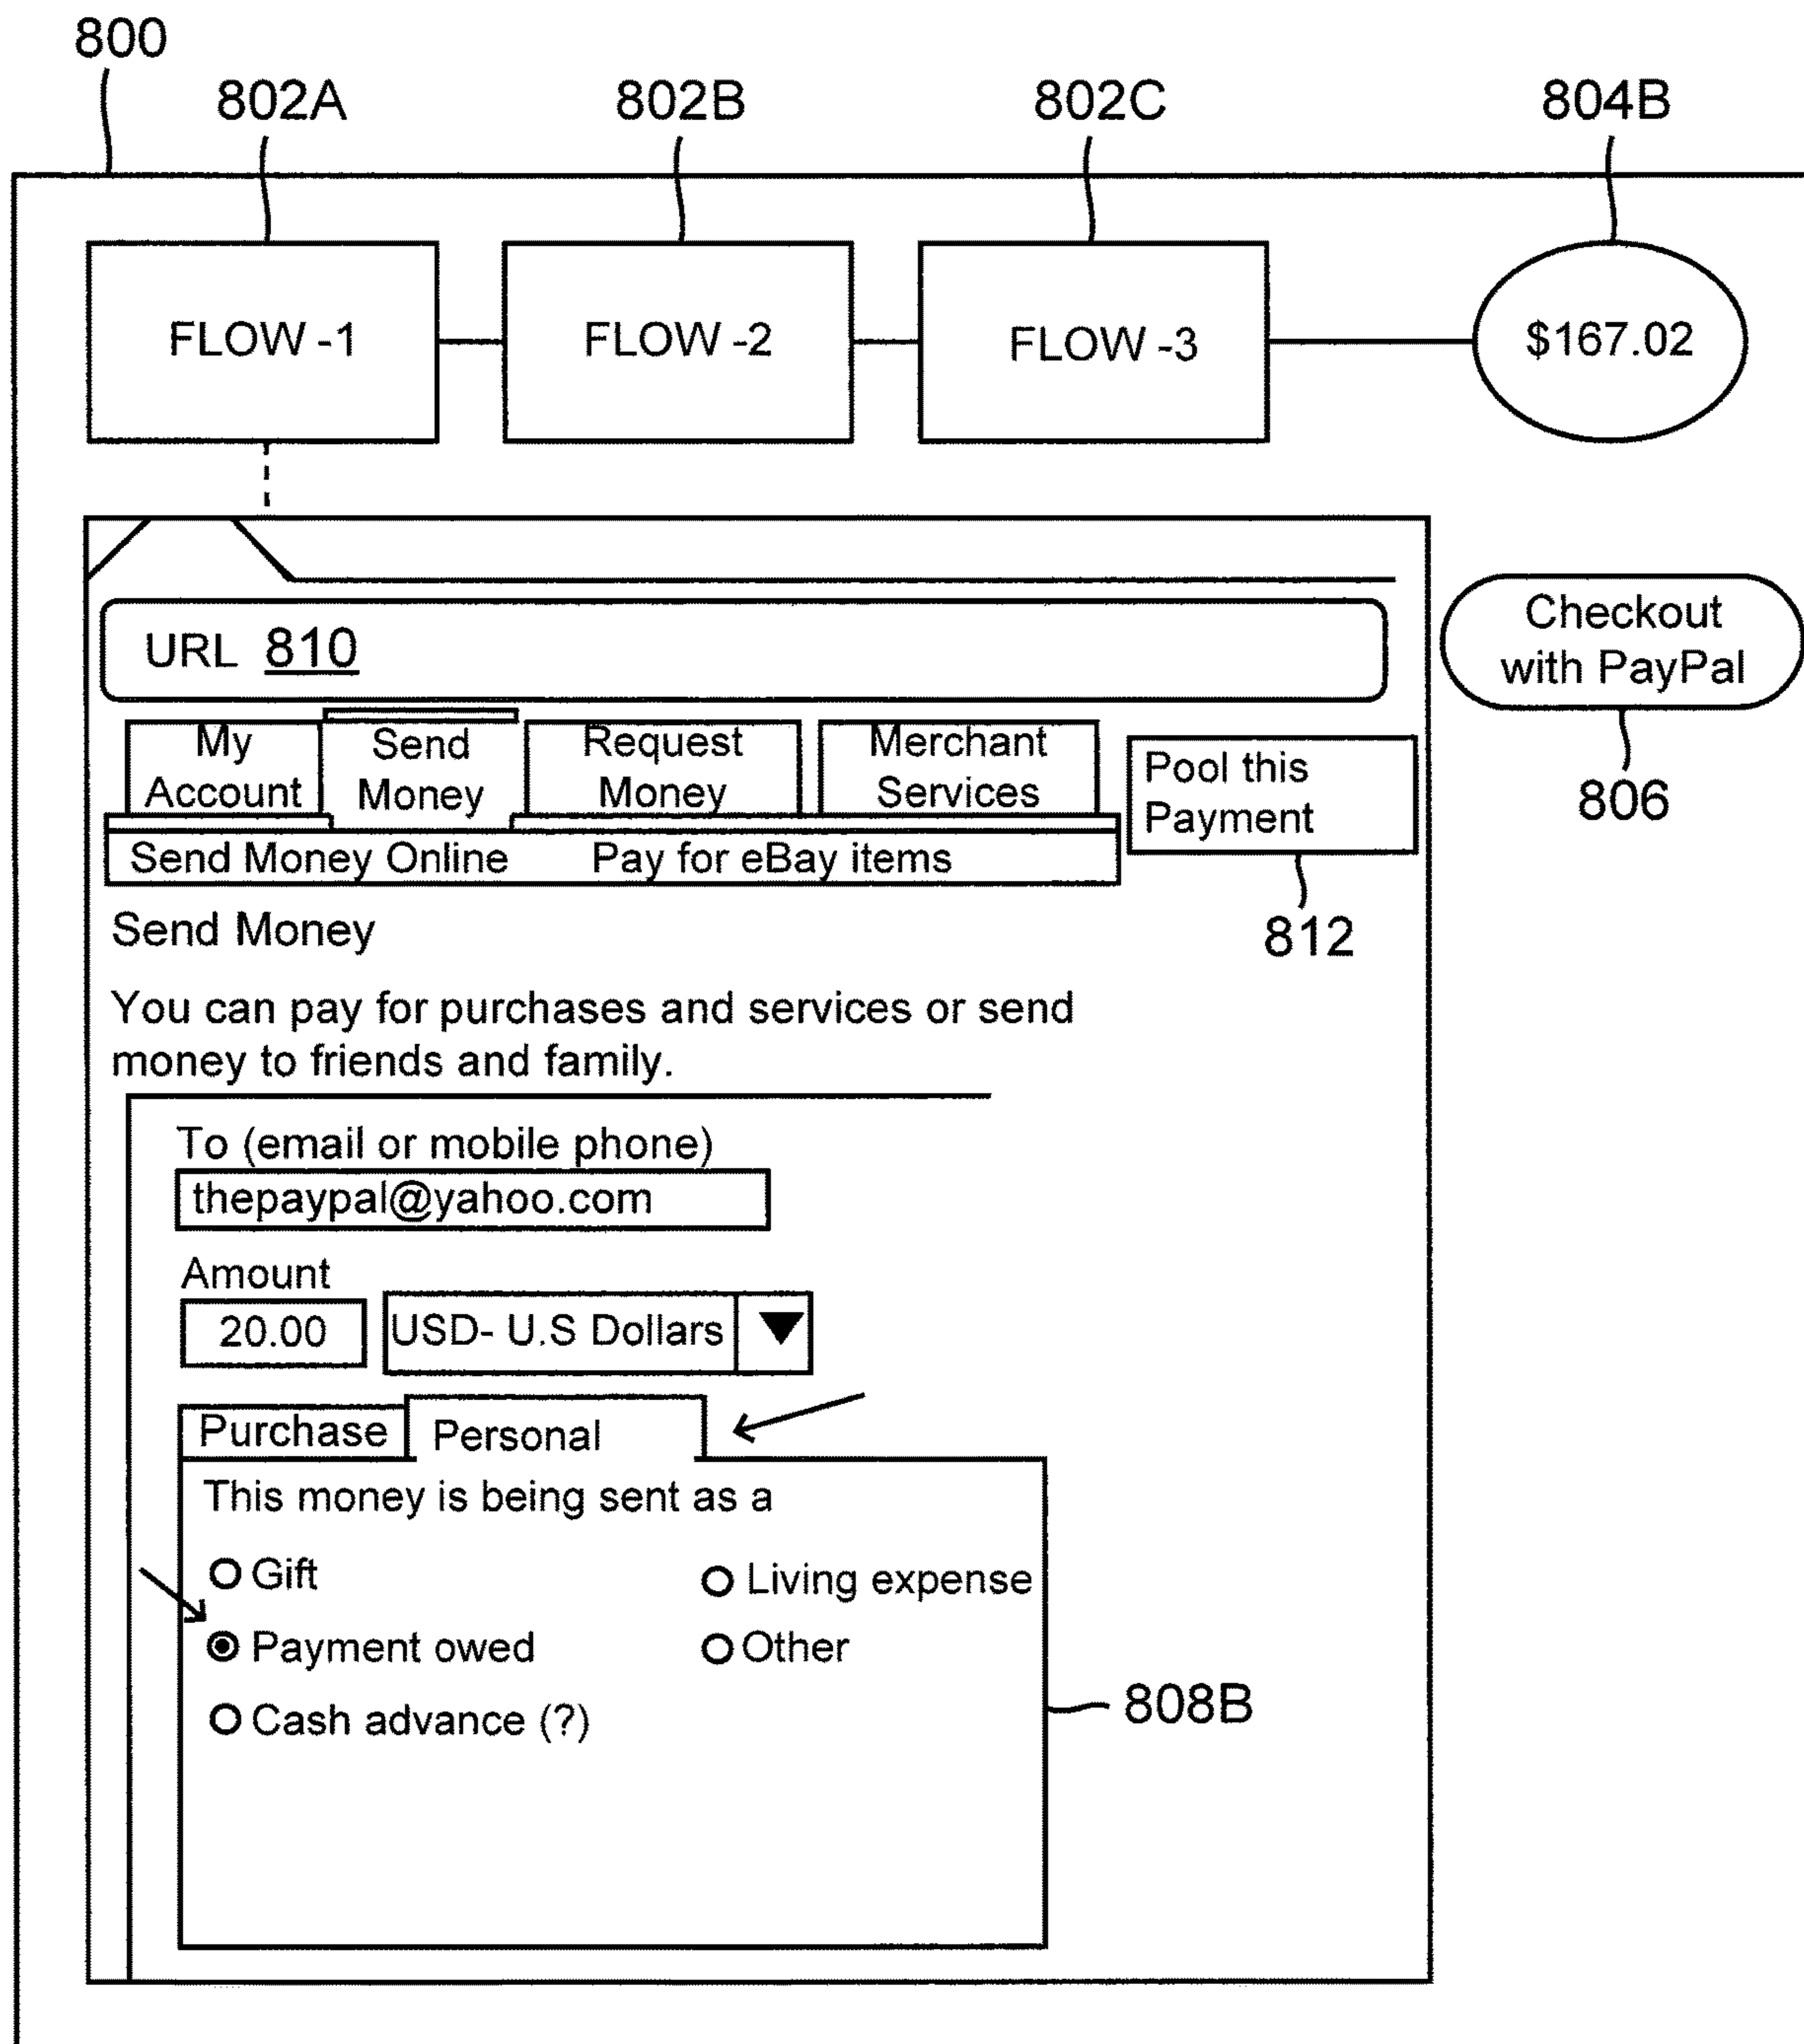 800
802A 802B 802C 804B
FLOW -1 FLOW -2 FLOW -3 $167.02
URL 810
Checkout
with PayPal
806
My
Account
Send
Money
Request
Money
Merchant
Services
Pool this
Payment
812
Send Money Online Pay for eBay items
Send Money
You can pay for purchases and services or send
money to friends and family.
To (email or mobile phone)
thepaypal@yahoo.com
Amount
20.00 USD- U.S Dollars
Purchase Personal
This money is being sent as a
Gift Living expense
Payment owed Other
Cash advance (?)
808B